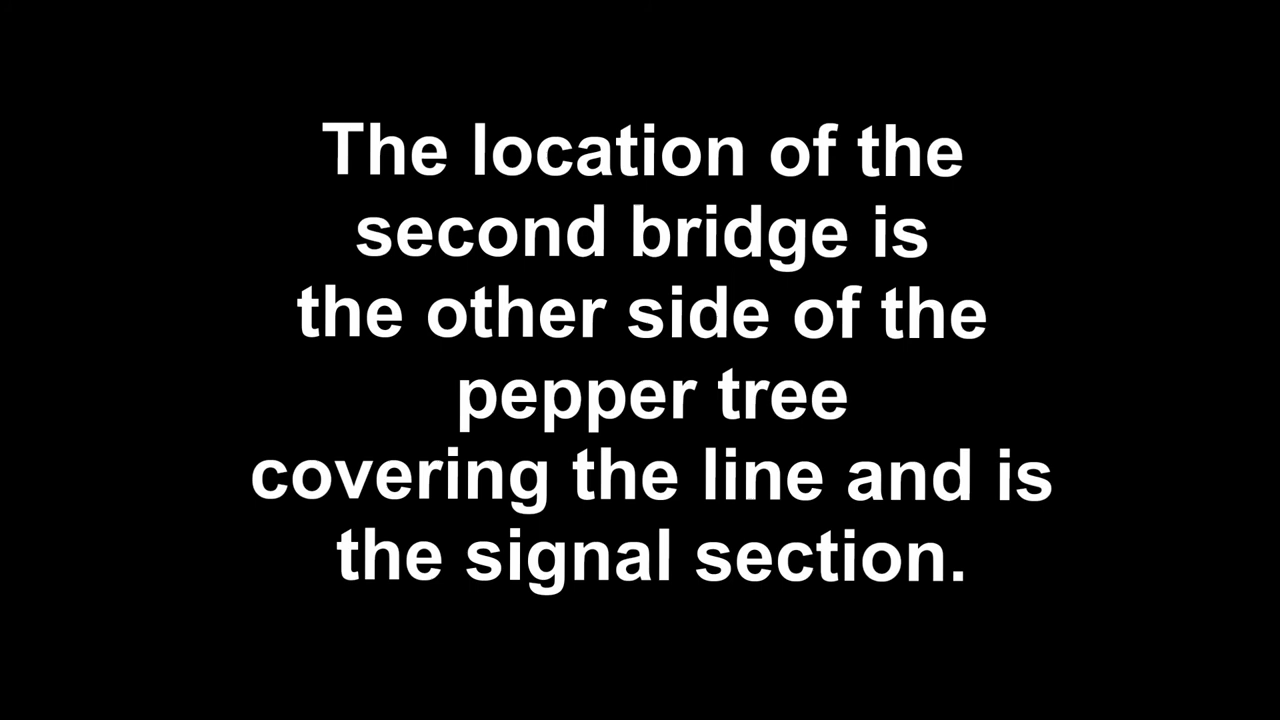 The location of the
second bridge is
the other side of the
pepper tree
covering the line and is
the signal section.